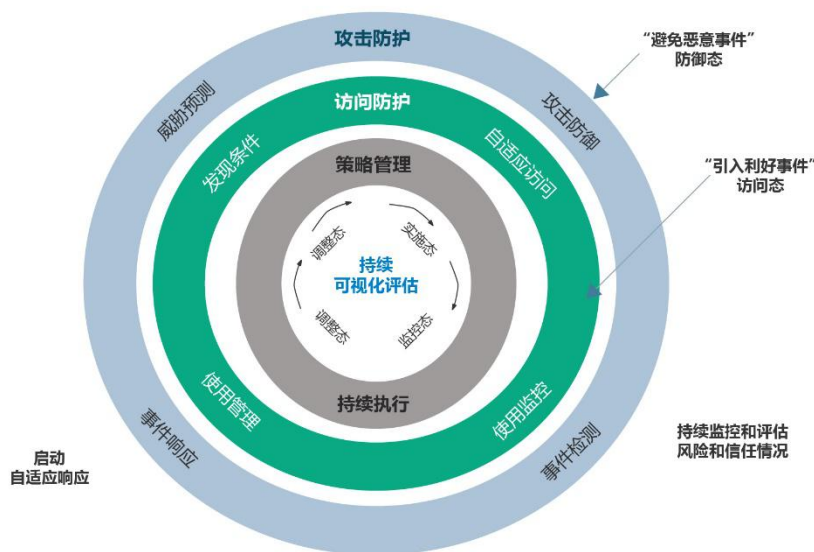 攻击防护
“避免恶意事件”
防御态
威胁预测
攻击防御
访问防护
发现条件
自适应访问
“引入利好事件”
访问态
策略管理
调整态
实施态
持续
可视化评估
调整态
监控态
持续执行
使用管理
使用监控
事件响应
事件检测
启动
自适应响应
持续监控和评估
风险和信任情况